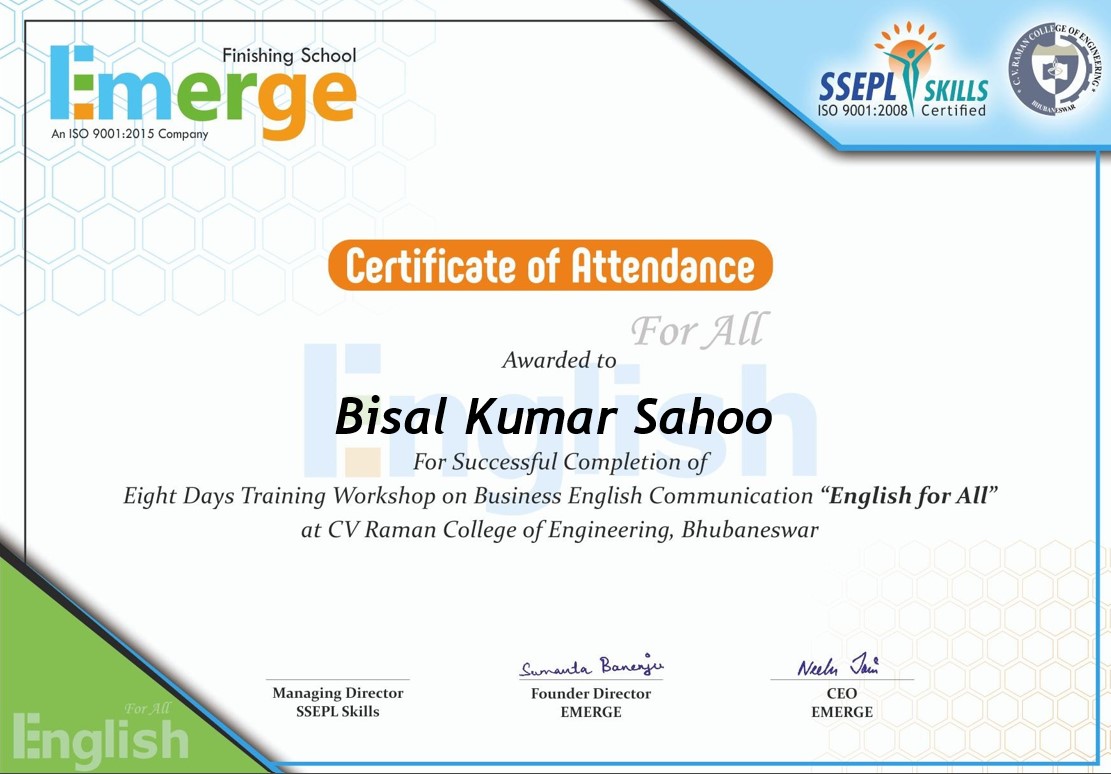 Finishing School
Emerge
An ISO 9001:2015 Company
SSEPL SKILLS
ISO 9001:2008 Certified
C. V. RAMAN COLLEGE OF ENGINEERING
BHUBANESWAR
Certificate of Attendance
For All
English
Awarded to
Bisal Kumar Sahoo
For Successful Completion of
Eight Days Training Workshop on Business English Communication “English for All”
at CV Raman College of Engineering, Bhubaneswar
Sumanta Banerju
Neelu Jain
Managing Director
SSEPL Skills
Founder Director
EMERGE
CEO
EMERGE
For All
English